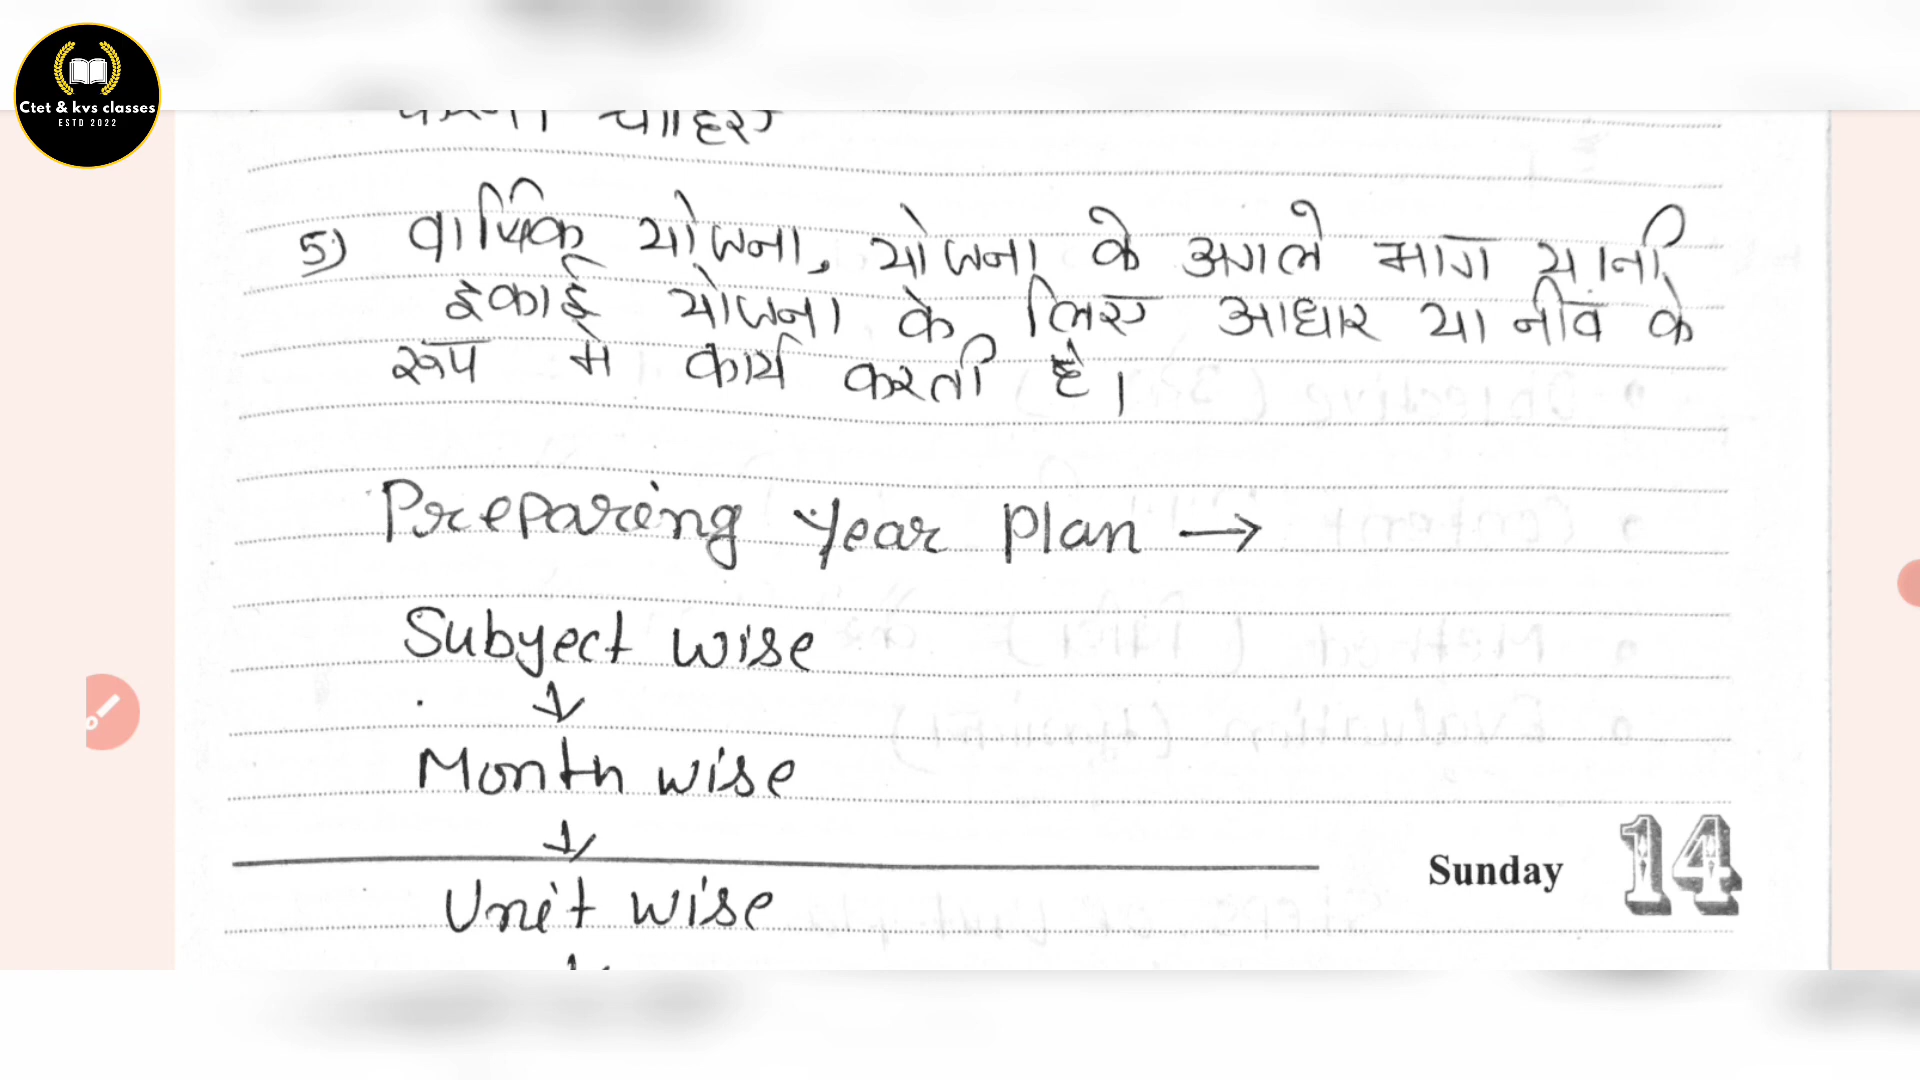 Ctet & kvs classes
ESTD 2022
चाहिए
5) वार्षिक योजना, योजना के अगले भाग यानी
ईकाई योजना के लिए आधार या नींव के
रूप मे कार्य करती है।
Preparing Year plan →
Subject wise
↓
Month wise
↓
Unit wise
Sunday 14